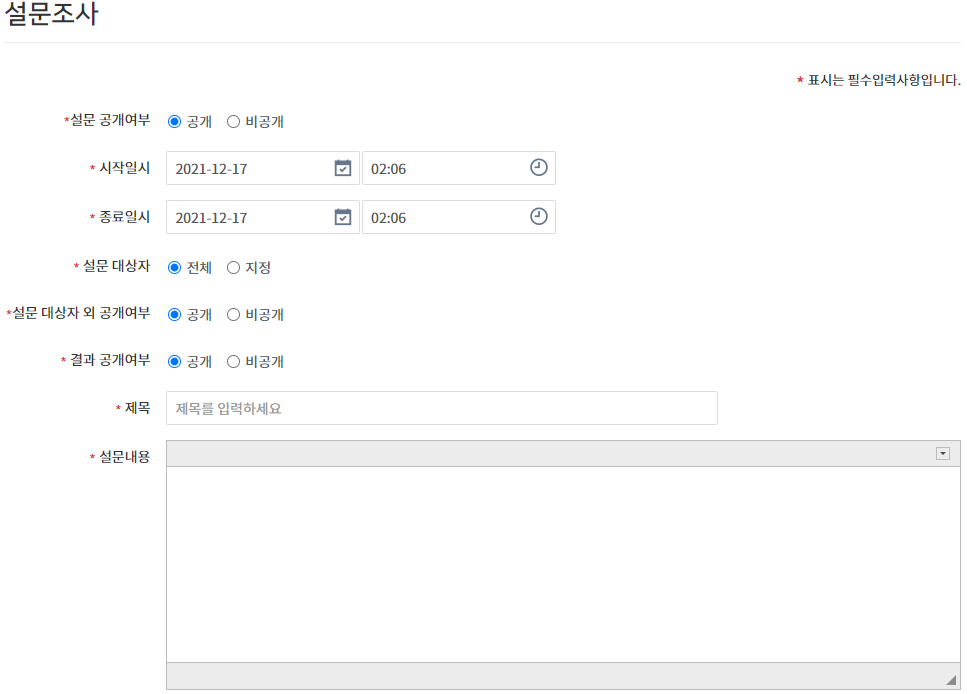 설문조사
* 표시는 필수입력사항입니다.
*설문 공개여부 공개 비공개
* 시작일시 2021-12-17 02:06
* 종료일시 2021-12-17 02:06
* 설문 대상자 전체 지정
*설문 대상자 외 공개여부 공개 비공개
* 결과 공개여부 공개 비공개
* 제목 제목를 입력하세요
* 설문내용